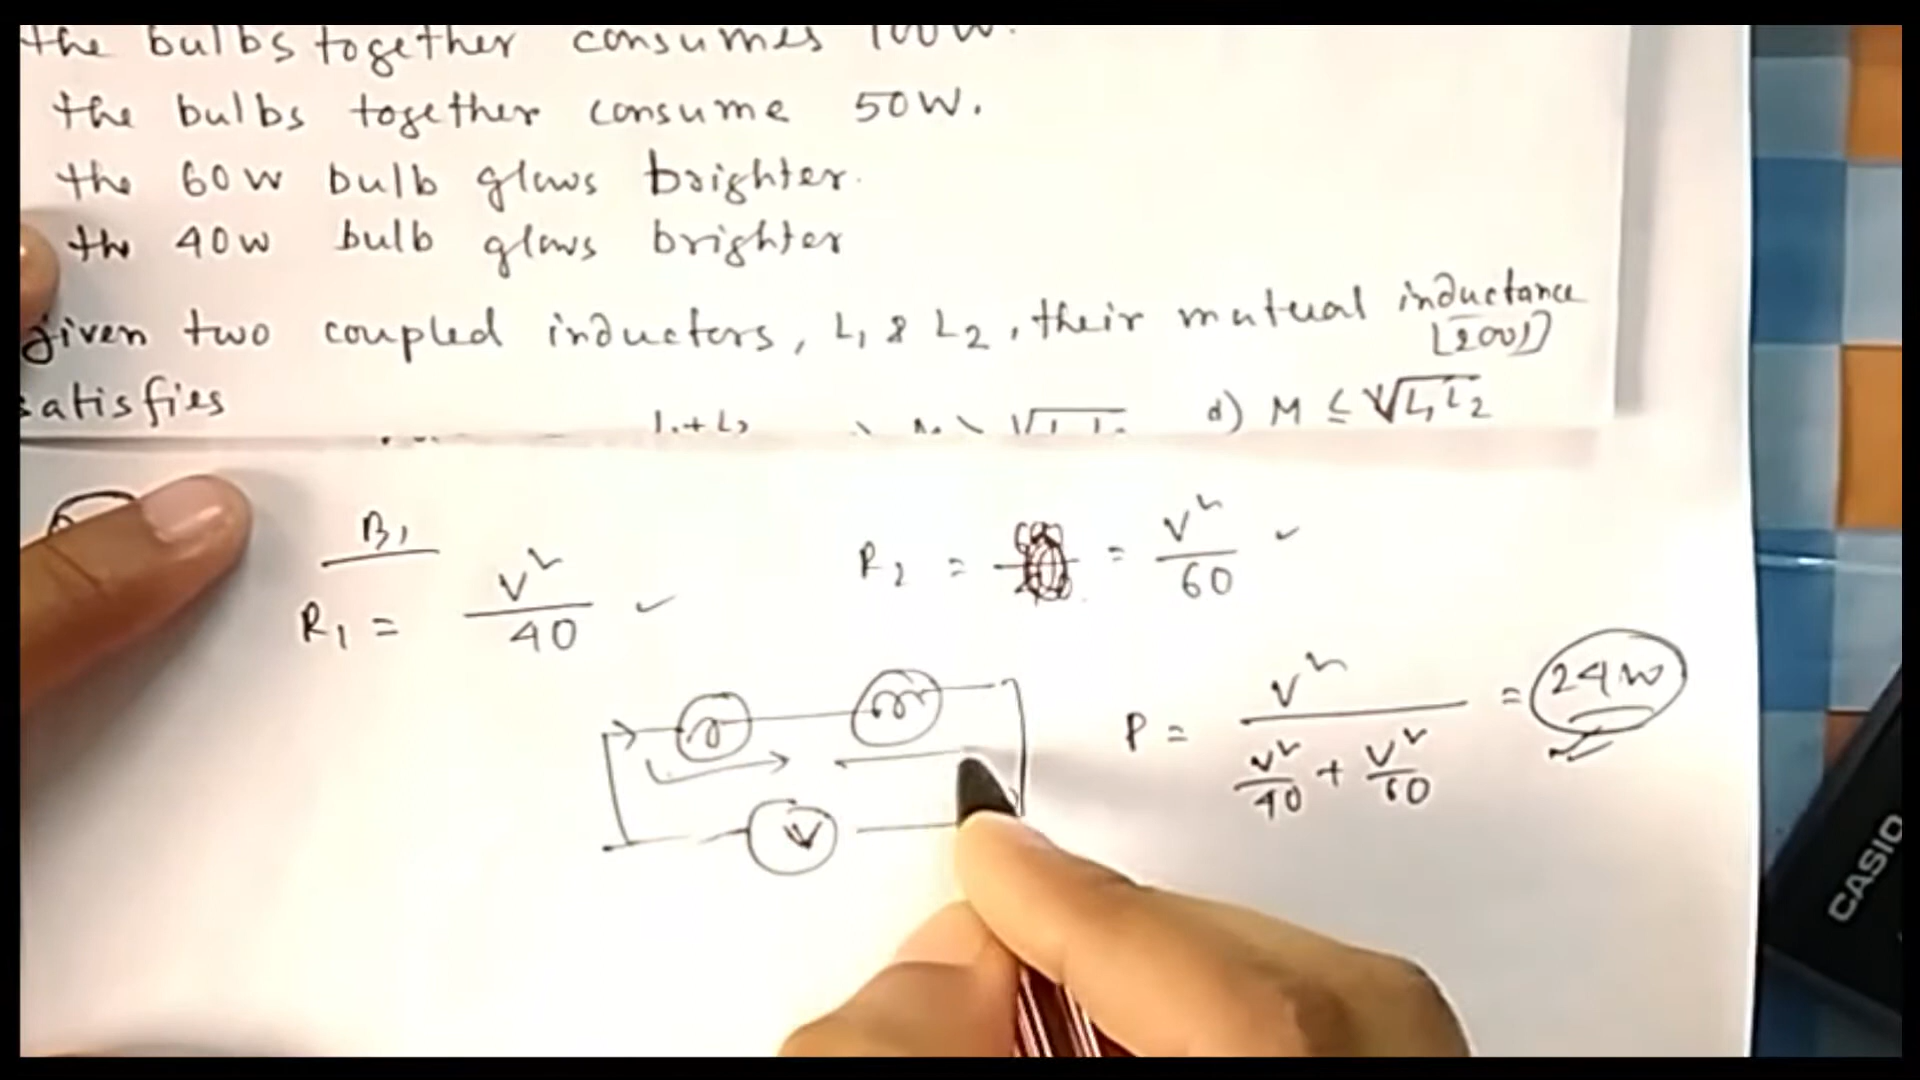 the bulbs together consumes 100W.
the bulbs together consume 50W.
the 60W bulb glows brighter.
the 40W bulb glows brighter
given two coupled inductors, L1 & L2, their mutual inductance
[2001]
satisfies
L1+L2
d) M ≤ √L1L2
B1
R1 = V²/40
R2 = = V²/60
P = V²/(V²/40 + V²/60) = 24W
V
CASIO